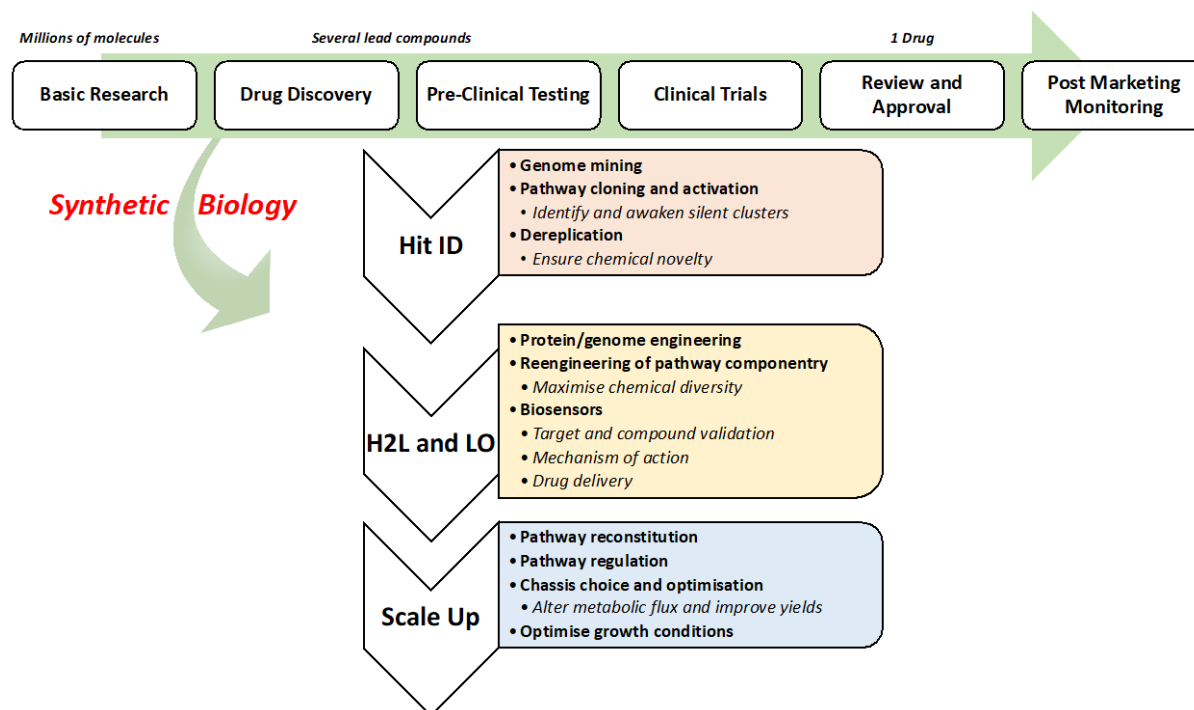 Millions of molecules
Several lead compounds
1 Drug
Basic Research
Drug Discovery
Pre-Clinical Testing
Clinical Trials
Review and
Approval
Post Marketing
Monitoring
Synthetic Biology
Hit ID
• Genome mining
• Pathway cloning and activation
• Identify and awaken silent clusters
• Dereplication
• Ensure chemical novelty
H2L and LO
• Protein/genome engineering
• Reengineering of pathway componentry
• Maximise chemical diversity
• Biosensors
• Target and compound validation
• Mechanism of action
• Drug delivery
Scale Up
• Pathway reconstitution
• Pathway regulation
• Chassis choice and optimisation
• Alter metabolic flux and improve yields
• Optimise growth conditions